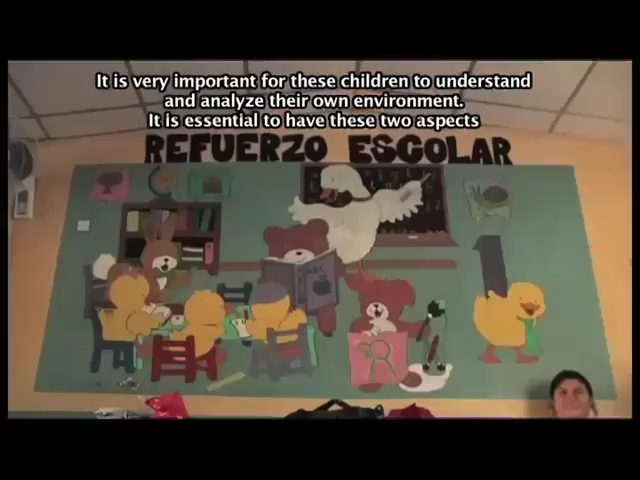 It is very important for these children to understand
and analyze their own environment.
It is essential to have these two aspects
REFUERZO ESCOLAR
1
R